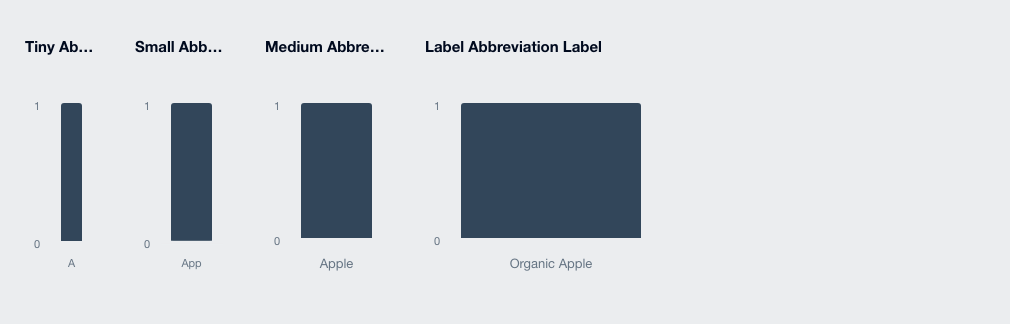 Tiny Ab...
Small Abb...
Medium Abbre...
Label Abbreviation Label
1
1
1
1
0
0
0
0
A
App
Apple
Organic Apple